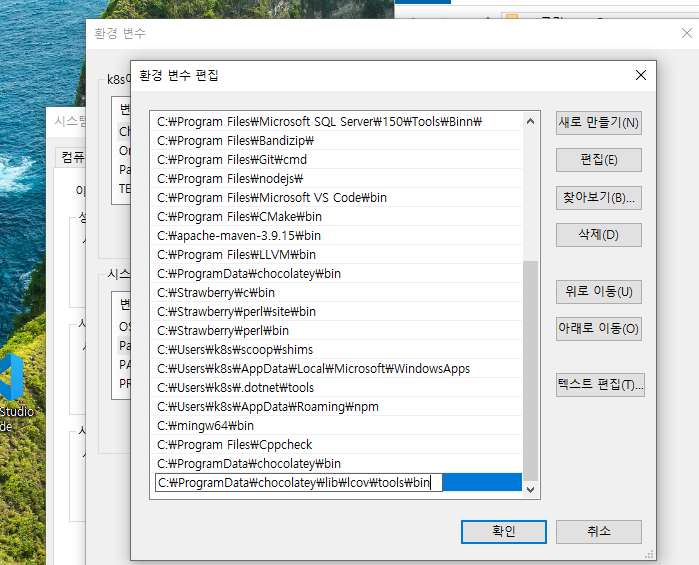 환경 변수
환경 변수 편집
k8s에
시스템
컴퓨
변
Ch
On
Pa
TE
시스
변
OS
Pa
PA
PR
Studio
de
C:\Program Files\Microsoft SQL Server\150\Tools\Binn\
C:\Program Files\Bandizip\
C:\Program Files\Git\cmd
C:\Program Files\nodejs\
C:\Program Files\Microsoft VS Code\bin
C:\Program Files\CMake\bin
C:\apache-maven-3.9.15\bin
C:\Program Files\LLVM\bin
C:\ProgramData\chocolatey\bin
C:\Strawberry\c\bin
C:\Strawberry\perl\site\bin
C:\Strawberry\perl\bin
C:\Users\k8s\scoop\shims
C:\Users\k8s\AppData\Local\Microsoft\WindowsApps
C:\Users\k8s\.dotnet\tools
C:\Users\k8s\AppData\Roaming\npm
C:\mingw64\bin
C:\Program Files\Cppcheck
C:\ProgramData\chocolatey\bin
C:\ProgramData\chocolatey\lib\lcov\tools\bin
새로 만들기(N)
편집(E)
찾아보기(B)...
삭제(D)
위로 이동(U)
아래로 이동(O)
텍스트 편집(T)...
확인
취소